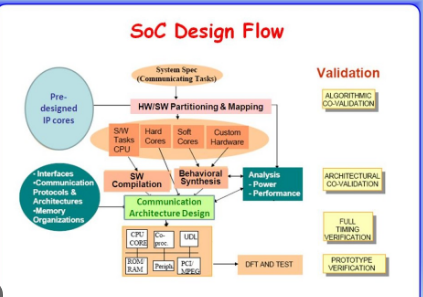 SoC Design Flow
System Spec
(Communicating Tasks)
Validation
Pre-
designed
IP cores
HW/SW Partitioning & Mapping
ALGORITHMIC
CO-VALIDATION
S/W
Tasks
CPU
Hard
Cores
Soft
Cores
Custom
Hardware
• Interfaces
•Communication
Protocols &
Architectures
•Memory
Organizations
SW
Compilation
Behavioral
Synthesis
Analysis
- Power
- Performance
ARCHITECTURAL
CO-VALIDATION
Communication
Architecture Design
FULL
TIMING
VERIFICATION
CPU
CORE
Co-
proc.
UDL
ROM/
RAM
Periph.
PCI/
MPEG
DFT AND TEST
PROTOTYPE
VERIFICATION